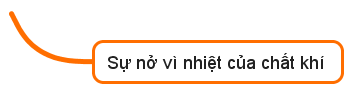 Sự nở vì nhiệt của chất khí